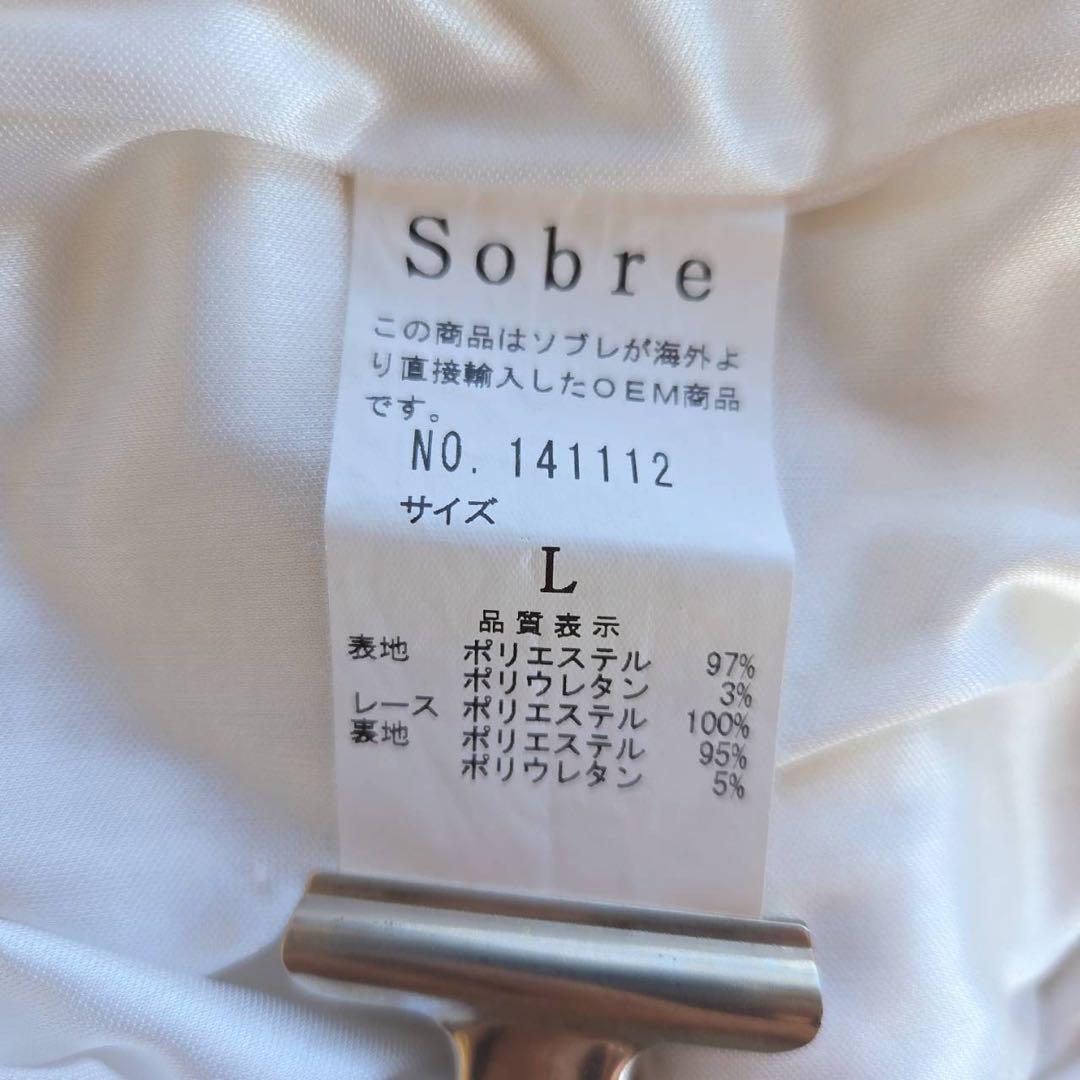 Sobre
この商品はソブレが海外よ
り直接輸入したOEM商品
です。
NO. 141112
サイズ
L
品質表示
表地 ポリエステル 97%
ポリウレタン 3%
レース ポリエステル 100%
裏地 ポリエステル 95%
ポリウレタン 5%